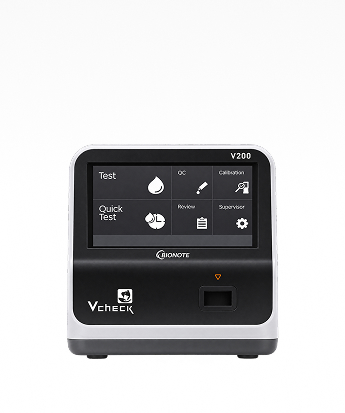 V200
Test
QC
Calibration
Quick
Test
Review
Supervisor
BIONOTE
VCHECK